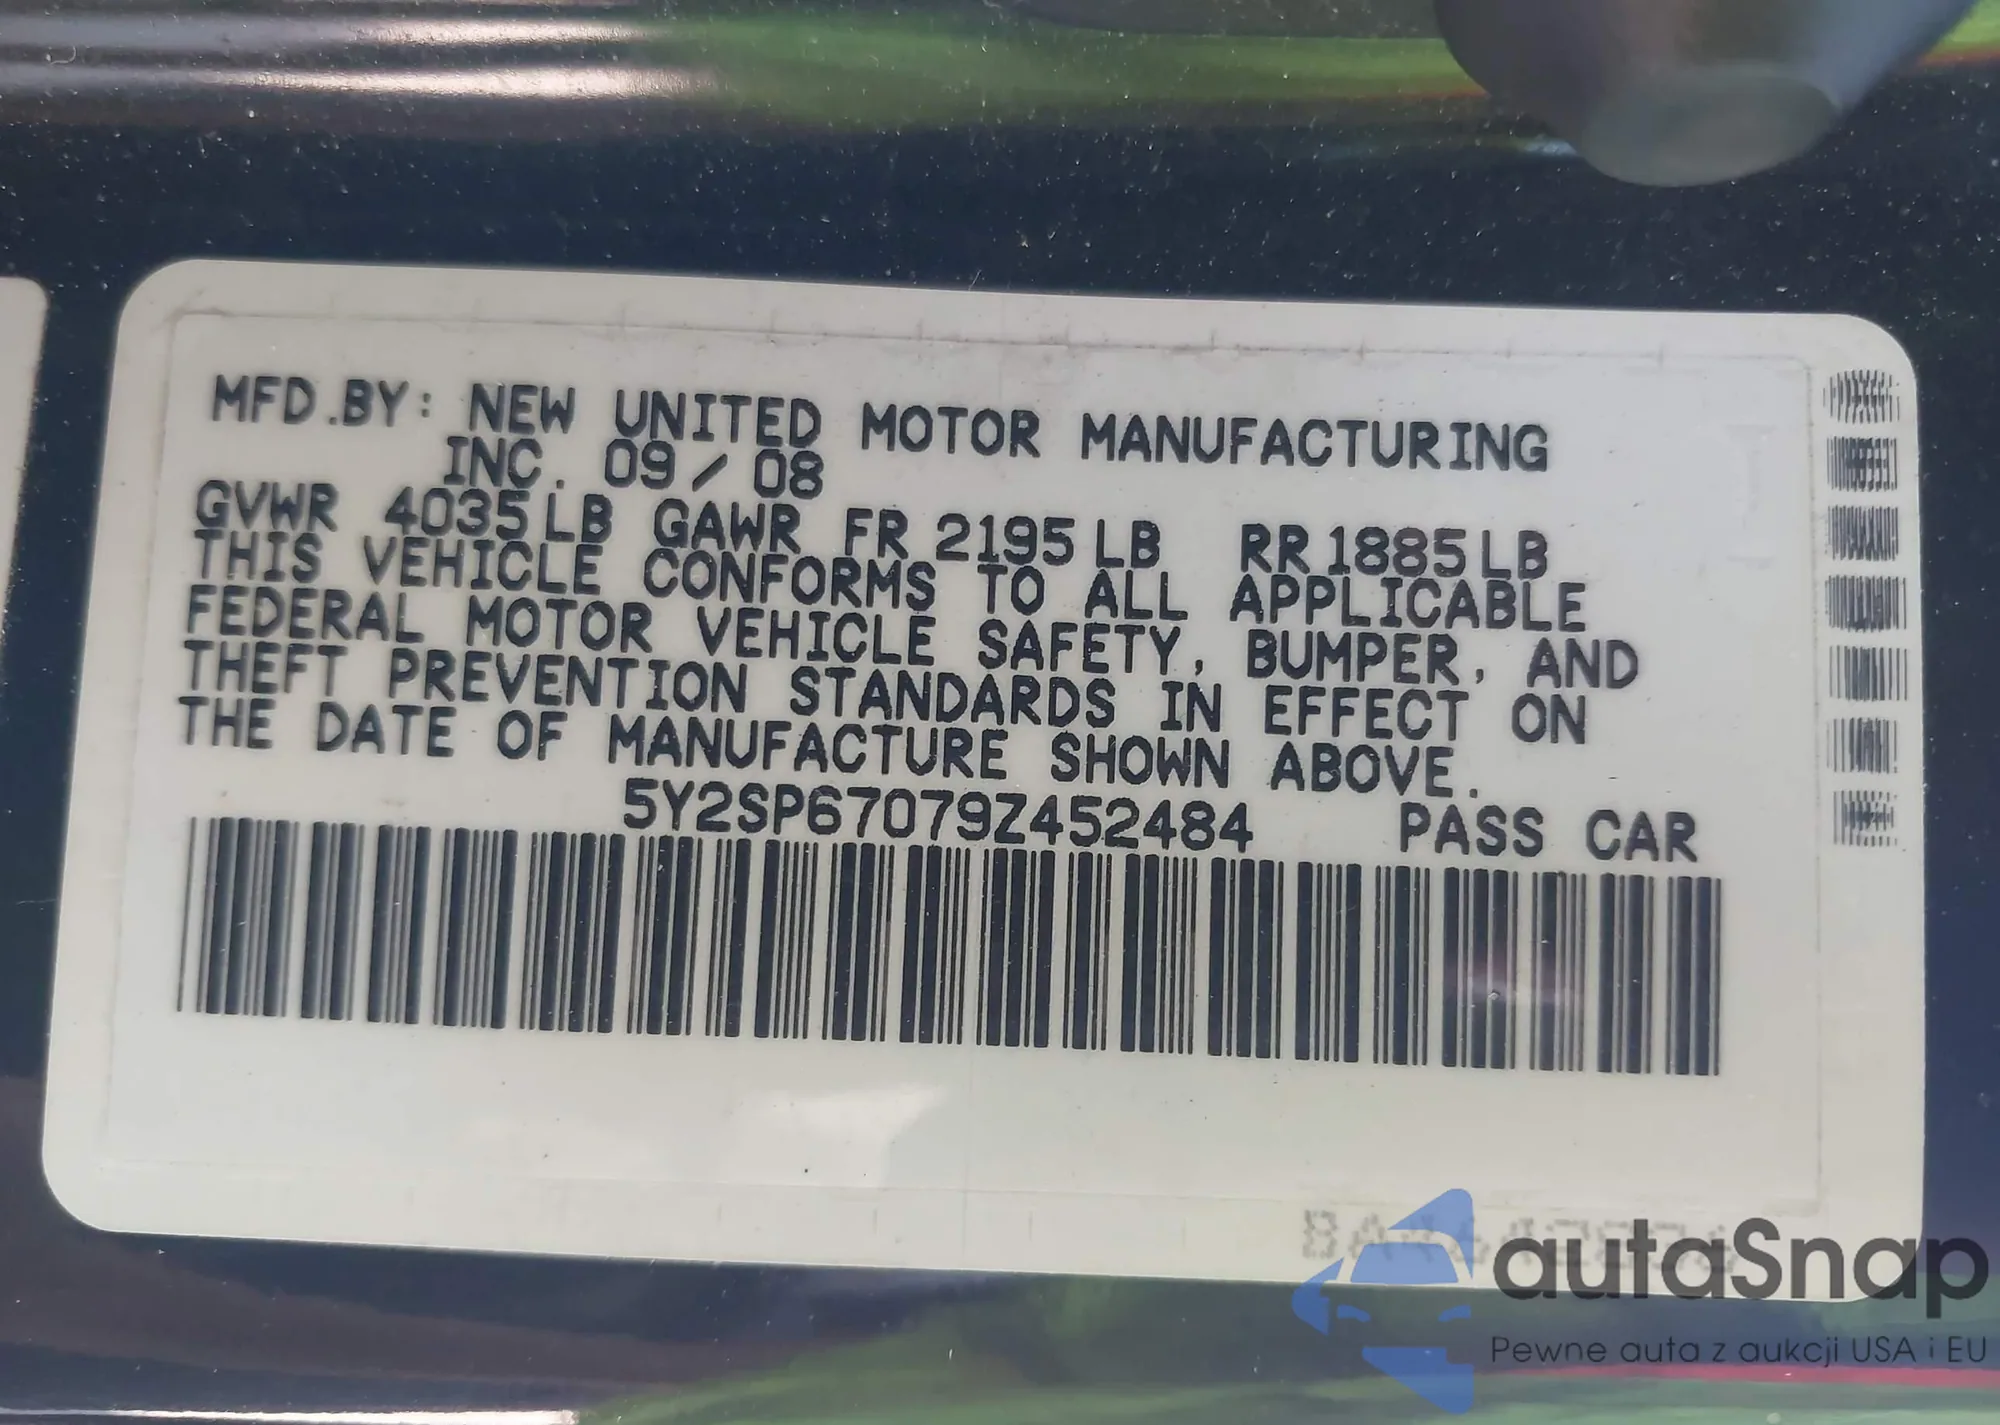 MFD.BY: NEW UNITED MOTOR MANUFACTURING
INC. 09/08
GVWR 4035LB GAWR FR 2195LB RR1885LB
THIS VEHICLE CONFORMS TO ALL APPLICABLE
FEDERAL MOTOR VEHICLE SAFETY, BUMPER, AND
THEFT PREVENTION STANDARDS IN EFFECT ON
THE DATE OF MANUFACTURE SHOWN ABOVE.
5Y2SP67079Z452484 PASS CAR
autaSnap
Pewne auta z aukcji USA i EU